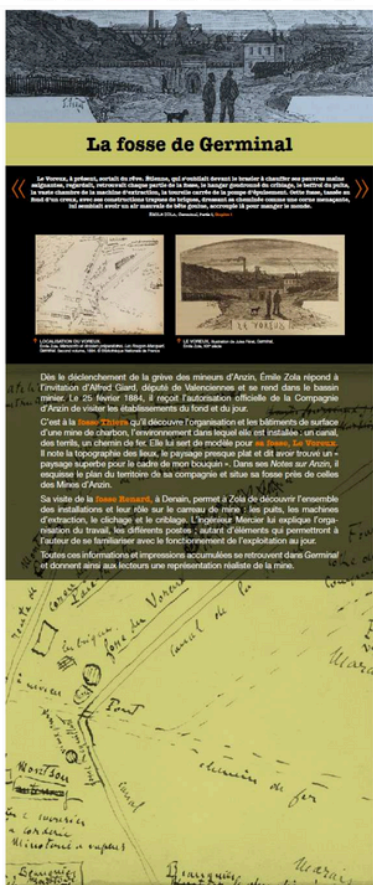 La fosse de Germinal
Le Voreux, à présent, sortait du rêve. Étienne, qui s'oubliait devant le brasier à chauffer ses pauvres mains
saignantes, regardait, retrouvait chaque partie de la fosse, le hangar goudronné du criblage, le beffroi du puits,
la vaste chambre de la machine d'extraction, la tourelle carrée de la pompe d'épuisement. Cette fosse, tassée au
fond d'un creux, avec ses constructions trapues de briques, dressant sa cheminée comme une corne menaçante,
lui semblait avoir un air mauvais de bête goulue, accroupie là pour manger le monde.
LE VOREUX
LOCALISATION DU VOREUX,
LE VOREUX, illustration de Jules Férat, Germinal,
Émile Zola, XIXe siècle
Dès le déclenchement de la grève des mineurs d'Anzin, Émile Zola répond à
l'invitation d'Alfred Giard, député de Valenciennes et se rend dans le bassin
minier. Le 25 février 1884, il reçoit l'autorisation officielle de la Compagnie
d'Anzin de visiter les établissements du fond et du jour.
C'est à la fosse Thiers qu'il découvre l'organisation et les bâtiments de surface
d'une mine de charbon, l'environnement dans lequel elle est installée : un canal,
des terrils, un chemin de fer. Elle lui sert de modèle pour sa fosse, Le Voreux.
Il note la topographie des lieux, le paysage presque plat et dit avoir trouvé un «
paysage superbe pour le cadre de mon bouquin ». Dans ses Notes sur Anzin, il
esquisse le plan du territoire de sa compagnie et situe sa fosse près de celles
des Mines d'Anzin.
Sa visite de la fosse Renard, à Denain, permet à Zola de découvrir l'ensemble
des installations et leur rôle sur le carreau de mine : les puits, les machines
d'extraction, le clichage et le criblage. L'ingénieur Mercier lui explique l'orga-
nisation du travail, les différents postes ; autant d'éléments qui permettront à
l'auteur de se familiariser avec le fonctionnement de l'exploitation au jour.
Toutes ces informations et impressions accumulées se retrouvent dans Germinal
et donnent ainsi aux lecteurs une représentation réaliste de la mine.
route de
corons
fosse du Voreux
canal de la
Pont
chemin de fer
canal
Montsou
Marais